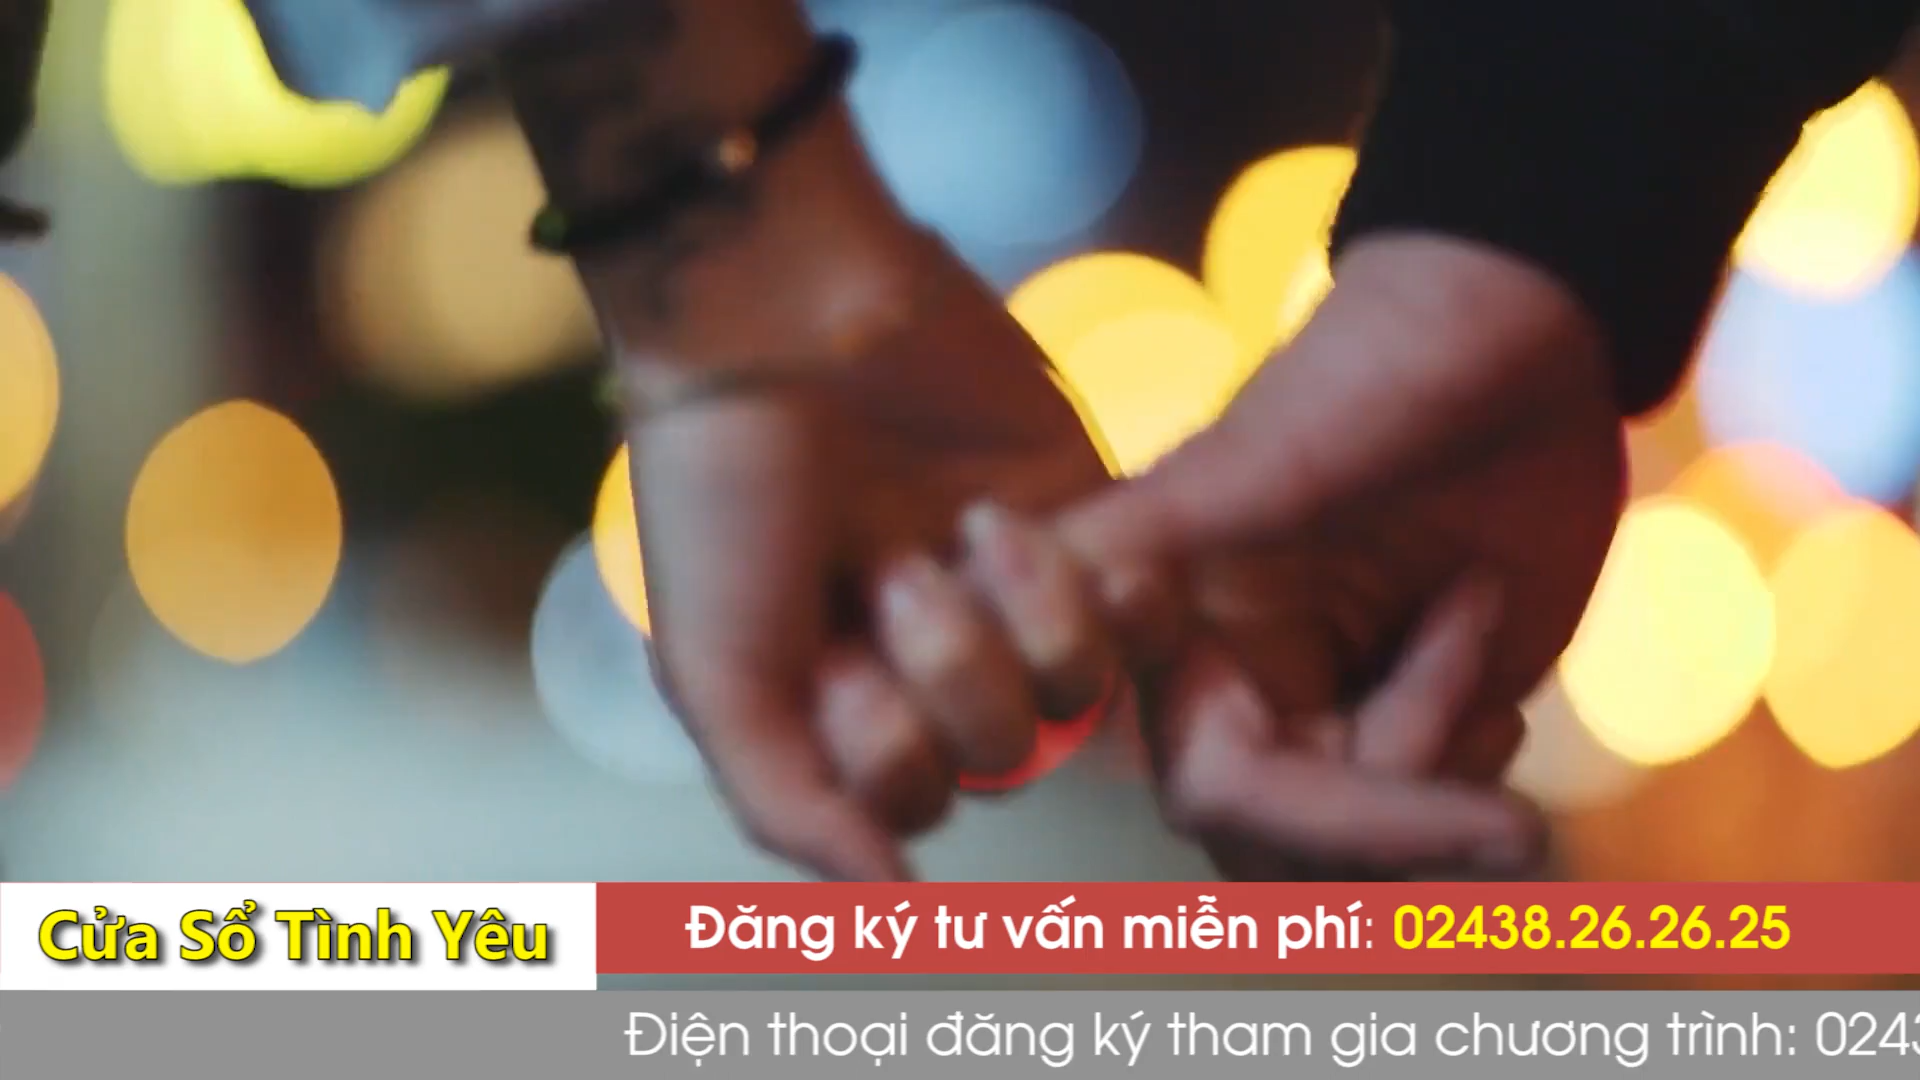 Cửa Sổ Tình Yêu
Đăng ký tư vấn miễn phí: 02438.26.26.25
Điện thoại đăng ký tham gia chương trình: 0243